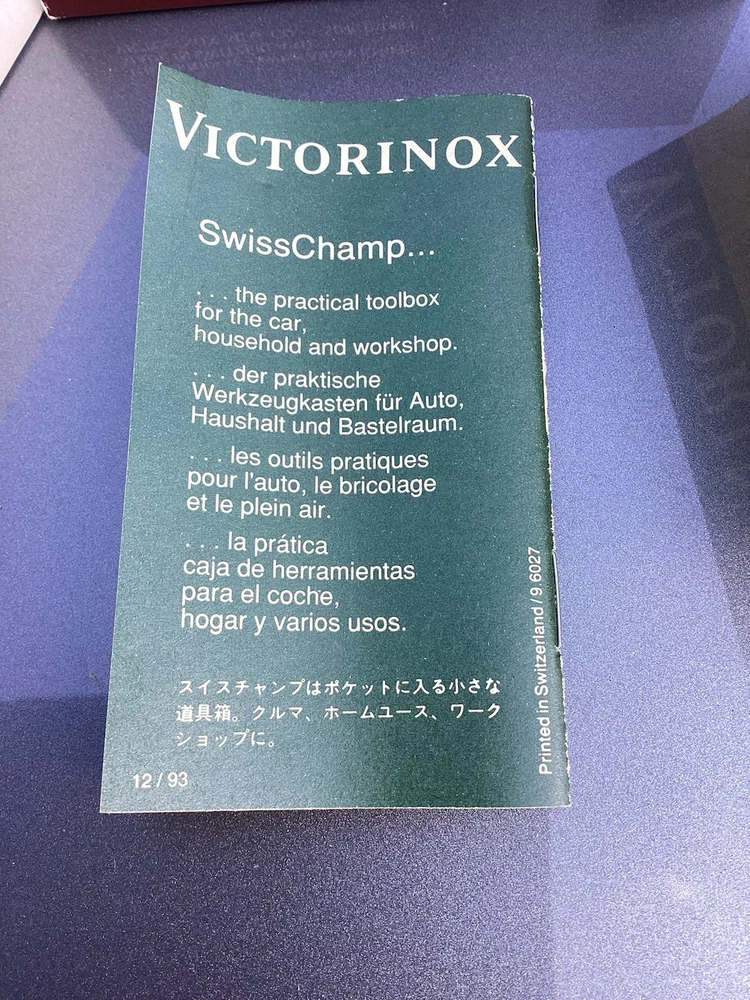 VICTORINOX
SwissChamp...
. . . the practical toolbox
for the car,
household and workshop.
. . . der praktische
Werkzeugkasten für Auto,
Haushalt und Bastelraum.
. . . les outils pratiques
pour l'auto, le bricolage
et le plein air.
. . . la prática
caja de herramientas
para el coche,
hogar y varios usos.
スイスチャンプはポケットに入る小さな
道具箱。クルマ、ホームユース、ワーク
ショップに。
12 / 93
Printed in Switzerland / 9.6027